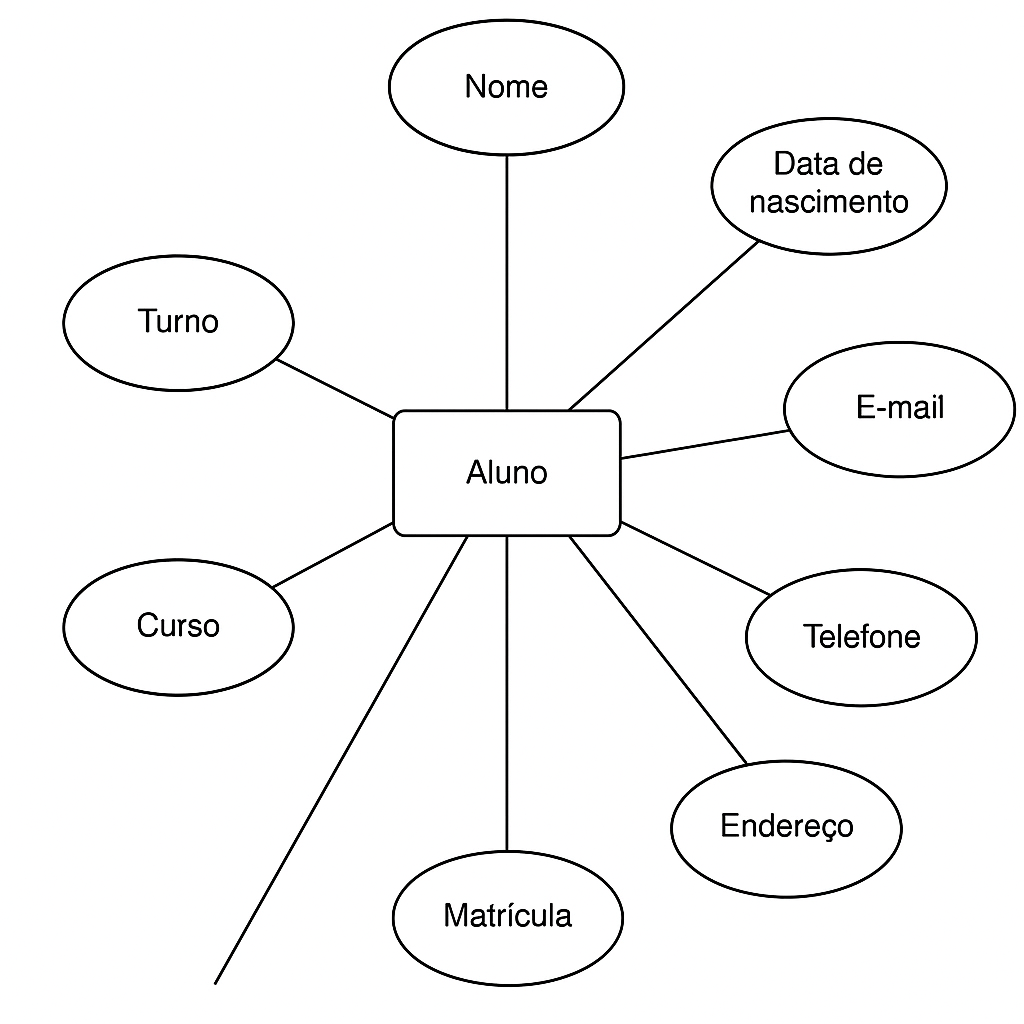 Nome
Data de
nascimento
Turno
E-mail
Aluno
Curso
Telefone
Endereço
Matrícula